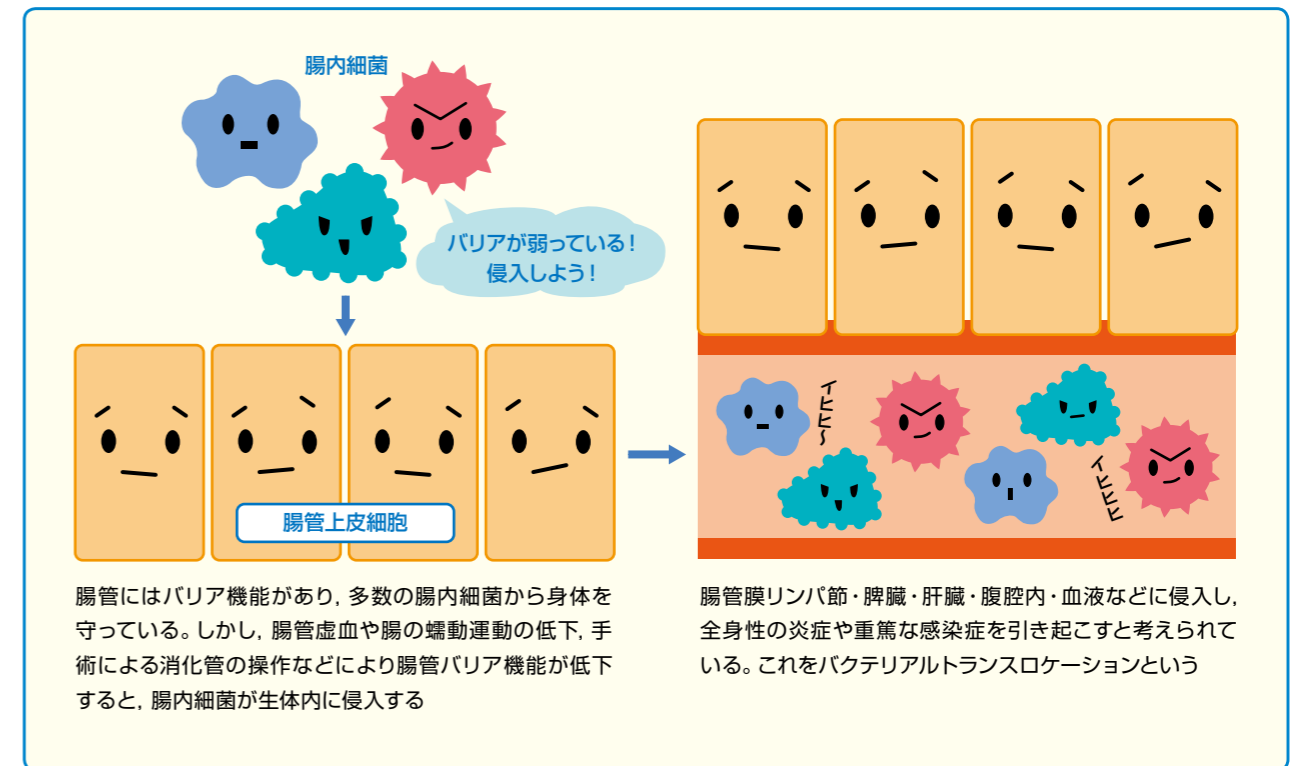 腸内細菌
バリアが弱っている！
侵入しよう！
腸管上皮細胞
腸管にはバリア機能があり, 多数の腸内細菌から身体を
守っている。しかし, 腸管虚血や腸の蠕動運動の低下, 手
術による消化管の操作などにより腸管バリア機能が低下
すると, 腸内細菌が生体内に侵入する
イヒヒ〜
イヒヒヒ
腸管膜リンパ節・脾臓・肝臓・腹腔内・血液などに侵入し,
全身性の炎症や重篤な感染症を引き起こすと考えられて
いる。これをバクテリアルトランスロケーションという